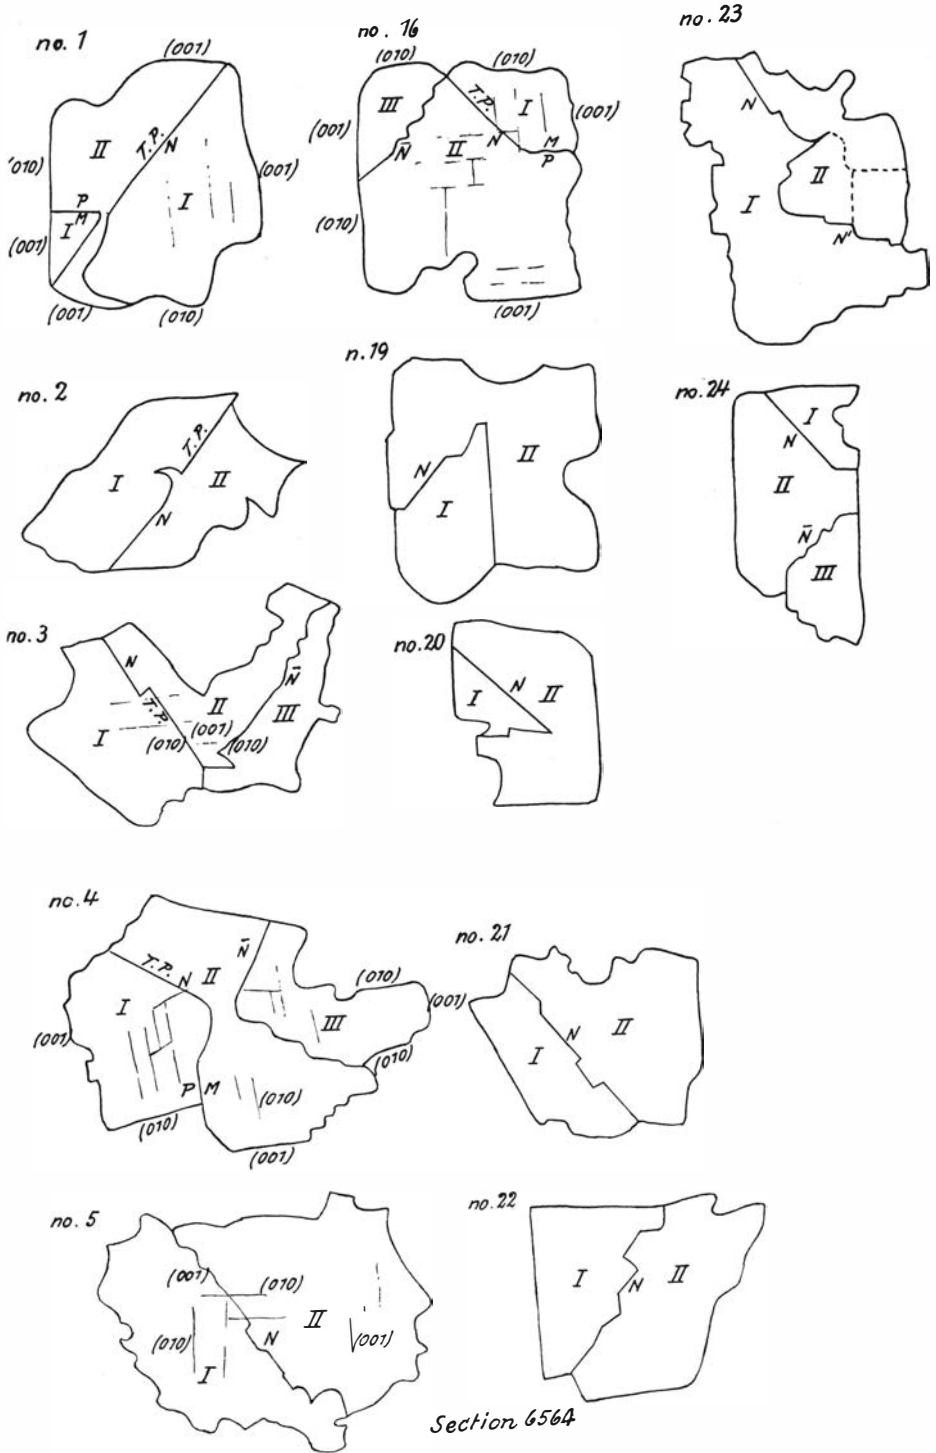 no. 1
(001)
II
T.P.
N
(010)
(001)
P
I
M
I
(001)
(001)
(010)
no. 16
(010)
(010)
III
T.P.
I
(001)
(001)
N̄
II
N
M
P
(010)
(001)
no. 23
N
II
I
N'
no. 2
T.P.
I
II
N
n. 19
N
II
I
no. 24
I
N
II
N̄
III
no. 3
N
N̄
II
T.P.
(001)
III
I
(010)
(010)
no. 20
I
N
II
no. 4
N̄
T.P.
N
II
(010)
I
III
(001)
(010)
P
M
(010)
(010)
(001)
no. 21
(001)
N
II
I
no. 5
(001)
(010)
II
(010)
N
(001)
I
no. 22
I
N
II
Section 6564